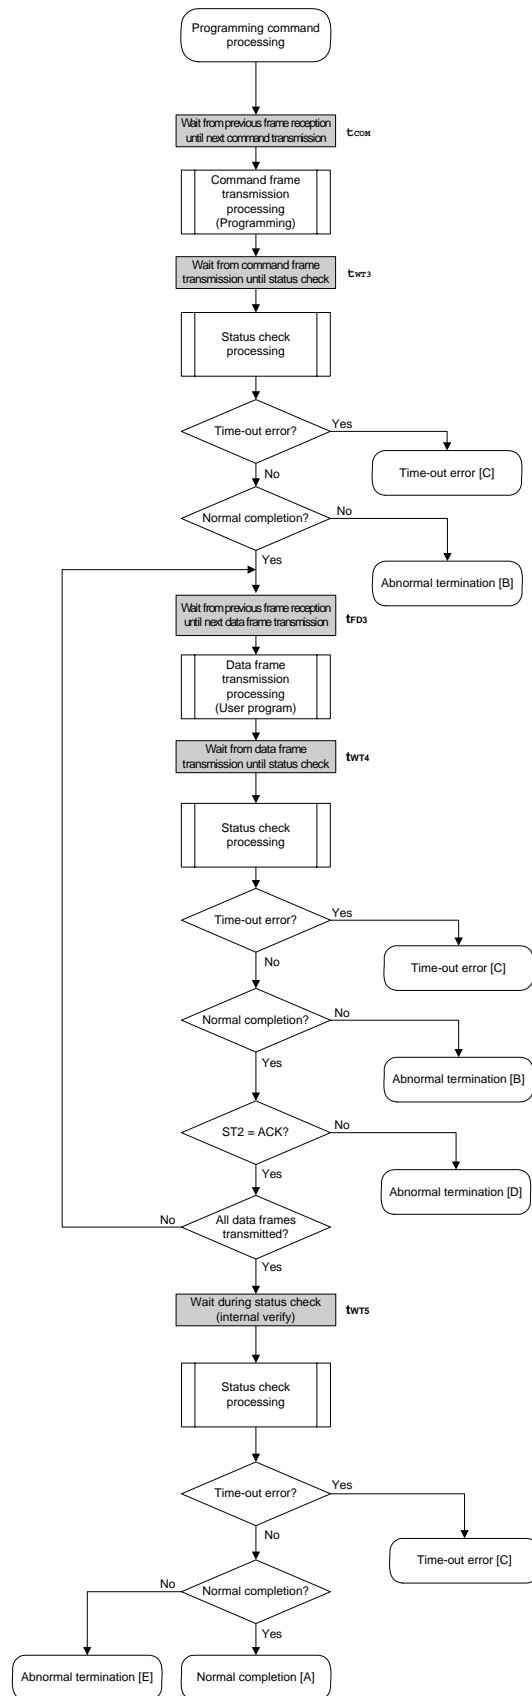 Programming command
processing
Wait from previous frame reception
until next command transmission
tCOM
Command frame
transmission
processing
(Programming)
Wait from command frame
transmission until status check
tWT3
Status check
processing
Time-out error?
Yes
Time-out error [C]
No
Normal completion?
No
Abnormal termination [B]
Yes
Wait from previous frame reception
until next data frame transmission
tFD3
Data frame
transmission
processing
(User program)
Wait from data frame
transmission until status check
tWT4
Status check
processing
Time-out error?
Yes
Time-out error [C]
No
Normal completion?
No
Abnormal termination [B]
Yes
ST2 = ACK?
No
Abnormal termination [D]
Yes
All data frames
transmitted?
No
Yes
Wait during status check
(internal verify)
tWT5
Status check
processing
Time-out error?
Yes
Time-out error [C]
No
Normal completion?
No
Yes
Abnormal termination [E]
Normal completion [A]